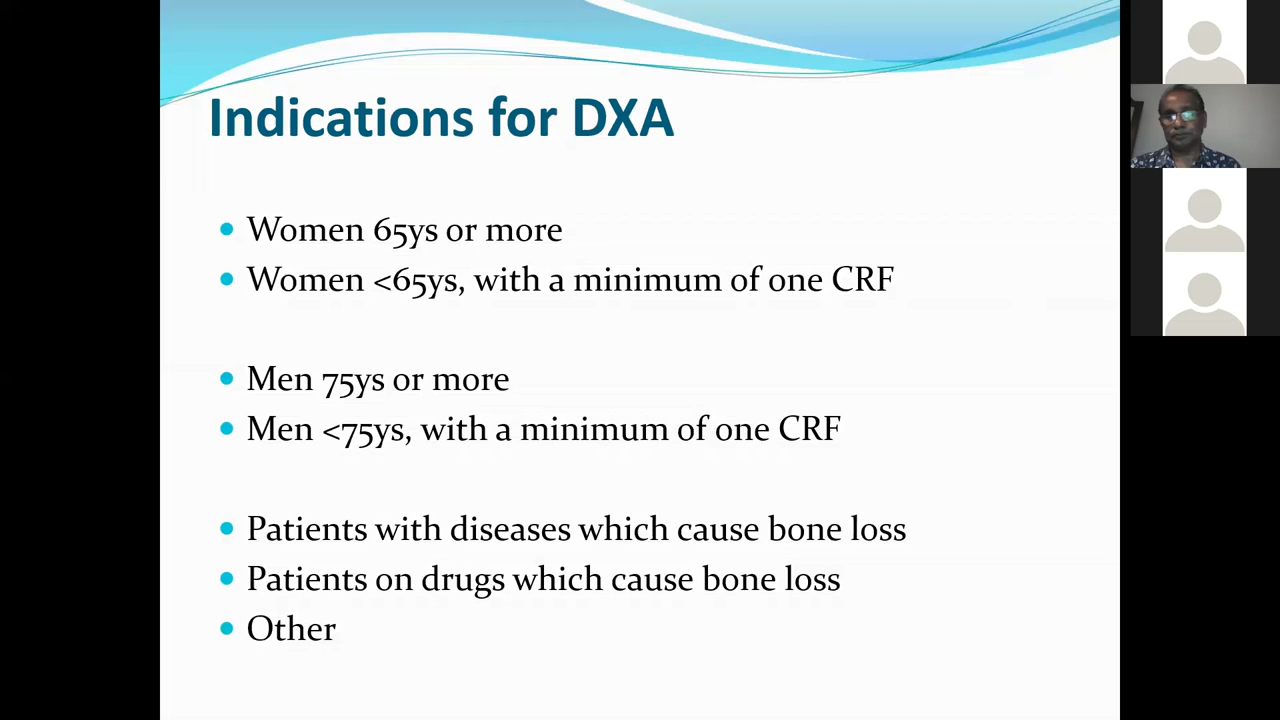 Indications for DXA
Women 65ys or more
Women <65ys, with a minimum of one CRF
Men 75ys or more
Men <75ys, with a minimum of one CRF
Patients with diseases which cause bone loss
Patients on drugs which cause bone loss
Other